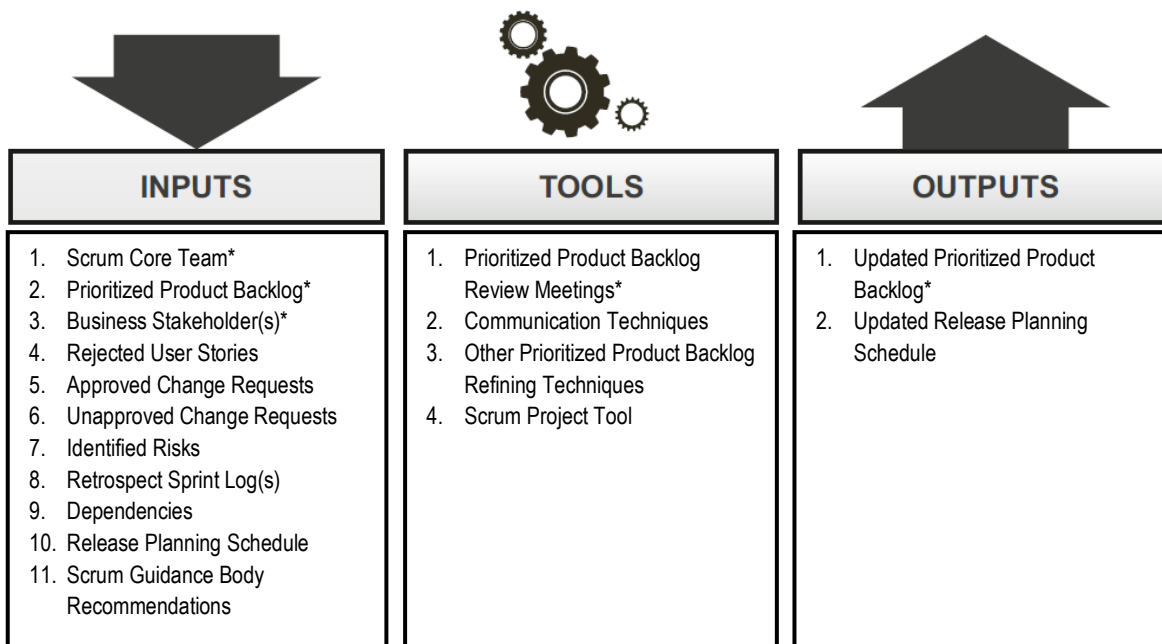 INPUTS
1. Scrum Core Team*
2. Prioritized Product Backlog*
3. Business Stakeholder(s)*
4. Rejected User Stories
5. Approved Change Requests
6. Unapproved Change Requests
7. Identified Risks
8. Retrospect Sprint Log(s)
9. Dependencies
10. Release Planning Schedule
11. Scrum Guidance Body
Recommendations
TOOLS
1. Prioritized Product Backlog
Review Meetings*
2. Communication Techniques
3. Other Prioritized Product Backlog
Refining Techniques
4. Scrum Project Tool
OUTPUTS
1. Updated Prioritized Product
Backlog*
2. Updated Release Planning
Schedule